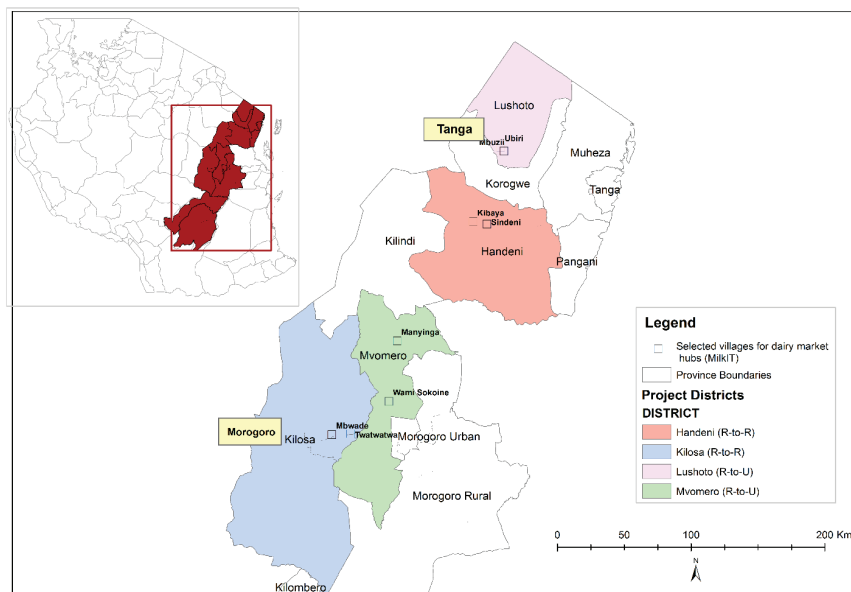 Lushoto
Tanga
Ubiri
Mbuzii
Muheza
Korogwe
Tanga
Kibaya
Sindeni
Kilindi
Handeni
Pangani
Manyinga
Mvomero
Wami Sokoine
Mbwade
Morogoro
Kilosa
Twatwatwa
Morogoro Urban
Morogoro Rural
Kilombero
Legend
Selected villages for dairy market
hubs (MilkIT)
Province Boundaries
Project Districts
DISTRICT
Handeni (R-to-R)
Kilosa (R-to-R)
Lushoto (R-to-U)
Mvomero (R-to-U)
0 50 100 200 Km
N